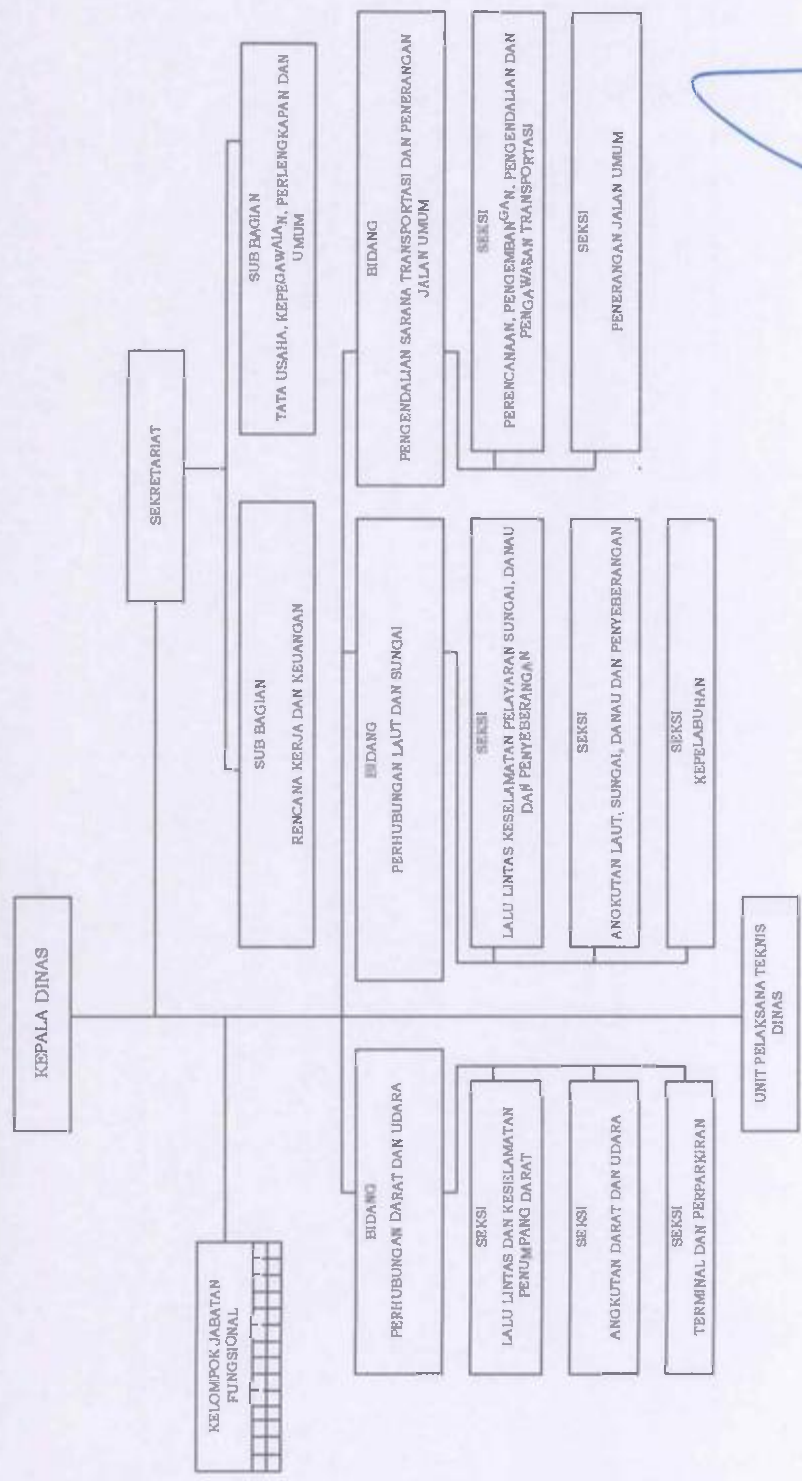 KEPALA DINAS
KELOMPOK JABATAN
FUNGSIONAL
SEKRETARIAT
SUB BAGIAN
RENCANA KERJA DAN KEUANGAN
SUB BAGIAN
TATA USAHA, KEPEGAWAIAN, PERLENGKAPAN DAN
UMUM
BIDANG
PERHUBUNGAN DARAT DAN UDARA
SEKSI
LALU LINTAS DAN KESELAMATAN
PENUMPANG DARAT
SEKSI
ANGKUTAN DARAT DAN UDARA
SEKSI
TERMINAL DAN PERPARKIRAN
BIDANG
PERHUBUNGAN LAUT DAN SUNGAI
SEKSI
LALU LINTAS KESELAMATAN PELAYARAN SUNGAI, DANAU
DAN PENYEBERANGAN
SEKSI
ANGKUTAN LAUT, SUNGAI, DANAU DAN PENYEBERANGAN
SEKSI
KEPELABUHAN
BIDANG
PENGENDALIAN SARANA TRANSPORTASI DAN PENERANGAN
JALAN UMUM
SEKSI
PERENCANAAN, PENGEMBANGAN, PENGENDALIAN DAN
PENGAWASAN TRANSPORTASI
SEKSI
PENERANGAN JALAN UMUM
UNIT PELAKSANA TEKNIS
DINAS